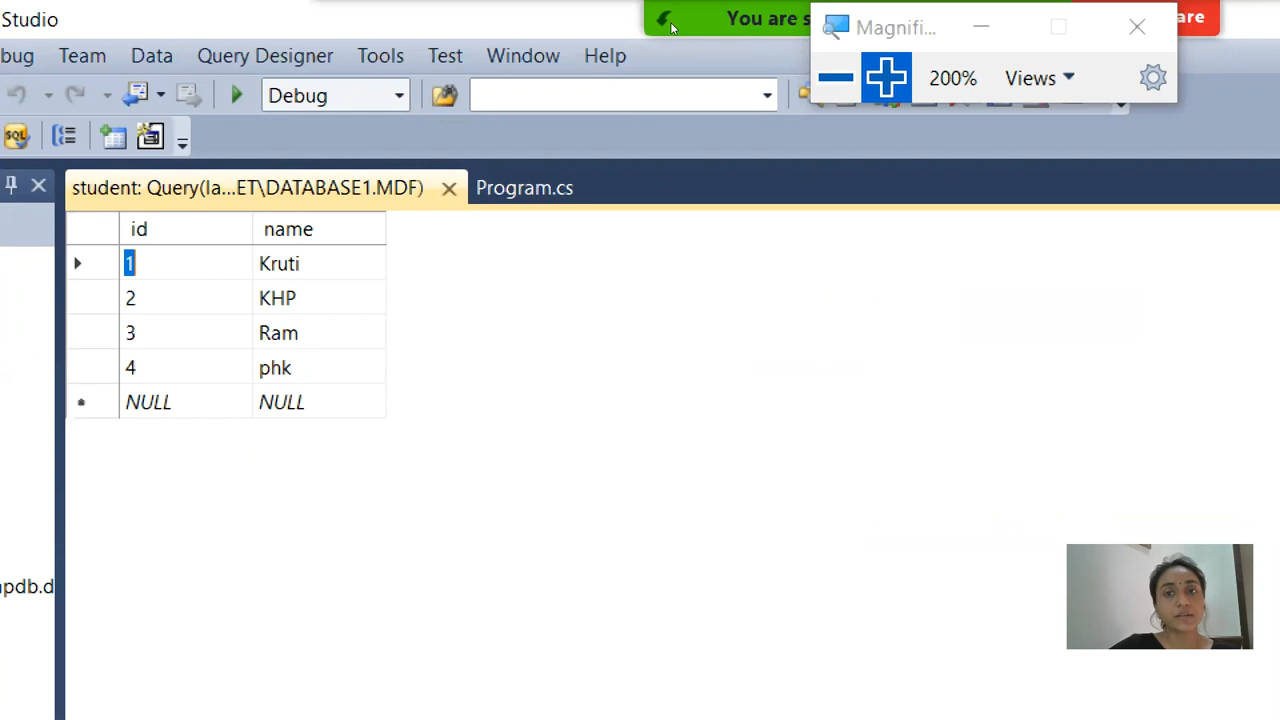 Studio
You are s
are
Magnifi...
200%
Views
bug Team Data Query Designer Tools Test Window Help
Debug
SQL
student: Query(la...ET\DATABASE1.MDF)
Program.cs
id name
1 Kruti
2 KHP
3 Ram
4 phk
NULL NULL
pdb.d